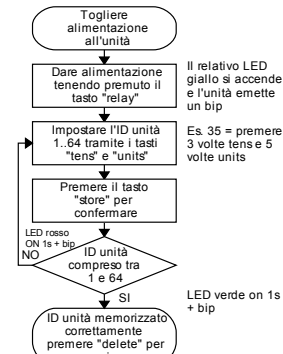 Togliere
alimentazione
all'unità
Dare alimentazione
tenendo premuto il
tasto "relay"
Il relativo LED
giallo si accende
e l'unità emette
un bip
Impostare l'ID unità
1..64 tramite i tasti
"tens" e "units"
Es. 35 = premere
3 volte tens e 5
volte units
Premere il tasto
"store" per
confermare
LED rosso
ON 1s + bip
NO
ID unità
compreso tra
1 e 64
SI
LED verde on 1s
+ bip
ID unità memorizzato
correttamente
premere "delete" per